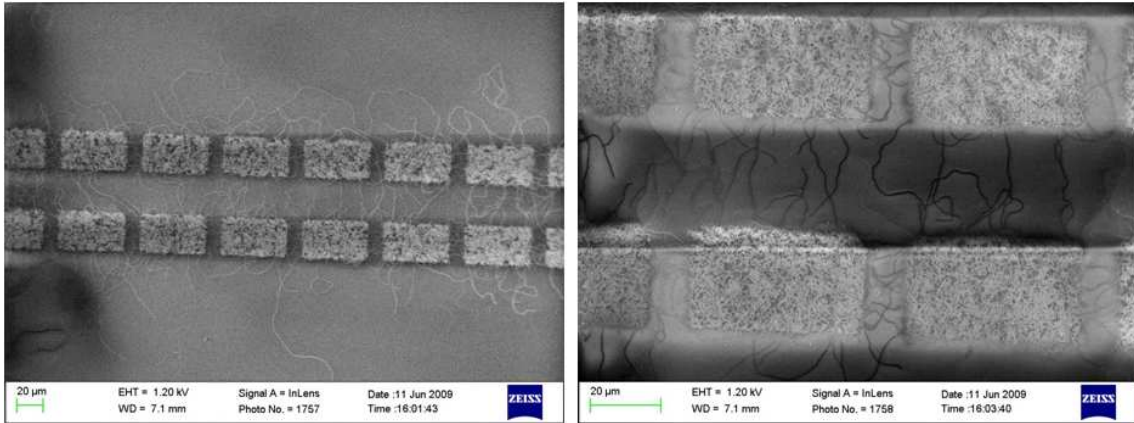 20 µm
EHT = 1.20 kV
Signal A = InLens
Date :11 Jun 2009
WD = 7.1 mm
Photo No. = 1757
Time :16:01:43
ZEISS
20 µm
EHT = 1.20 kV
Signal A = InLens
Date :11 Jun 2009
WD = 7.1 mm
Photo No. = 1758
Time :16:03:40
ZEISS